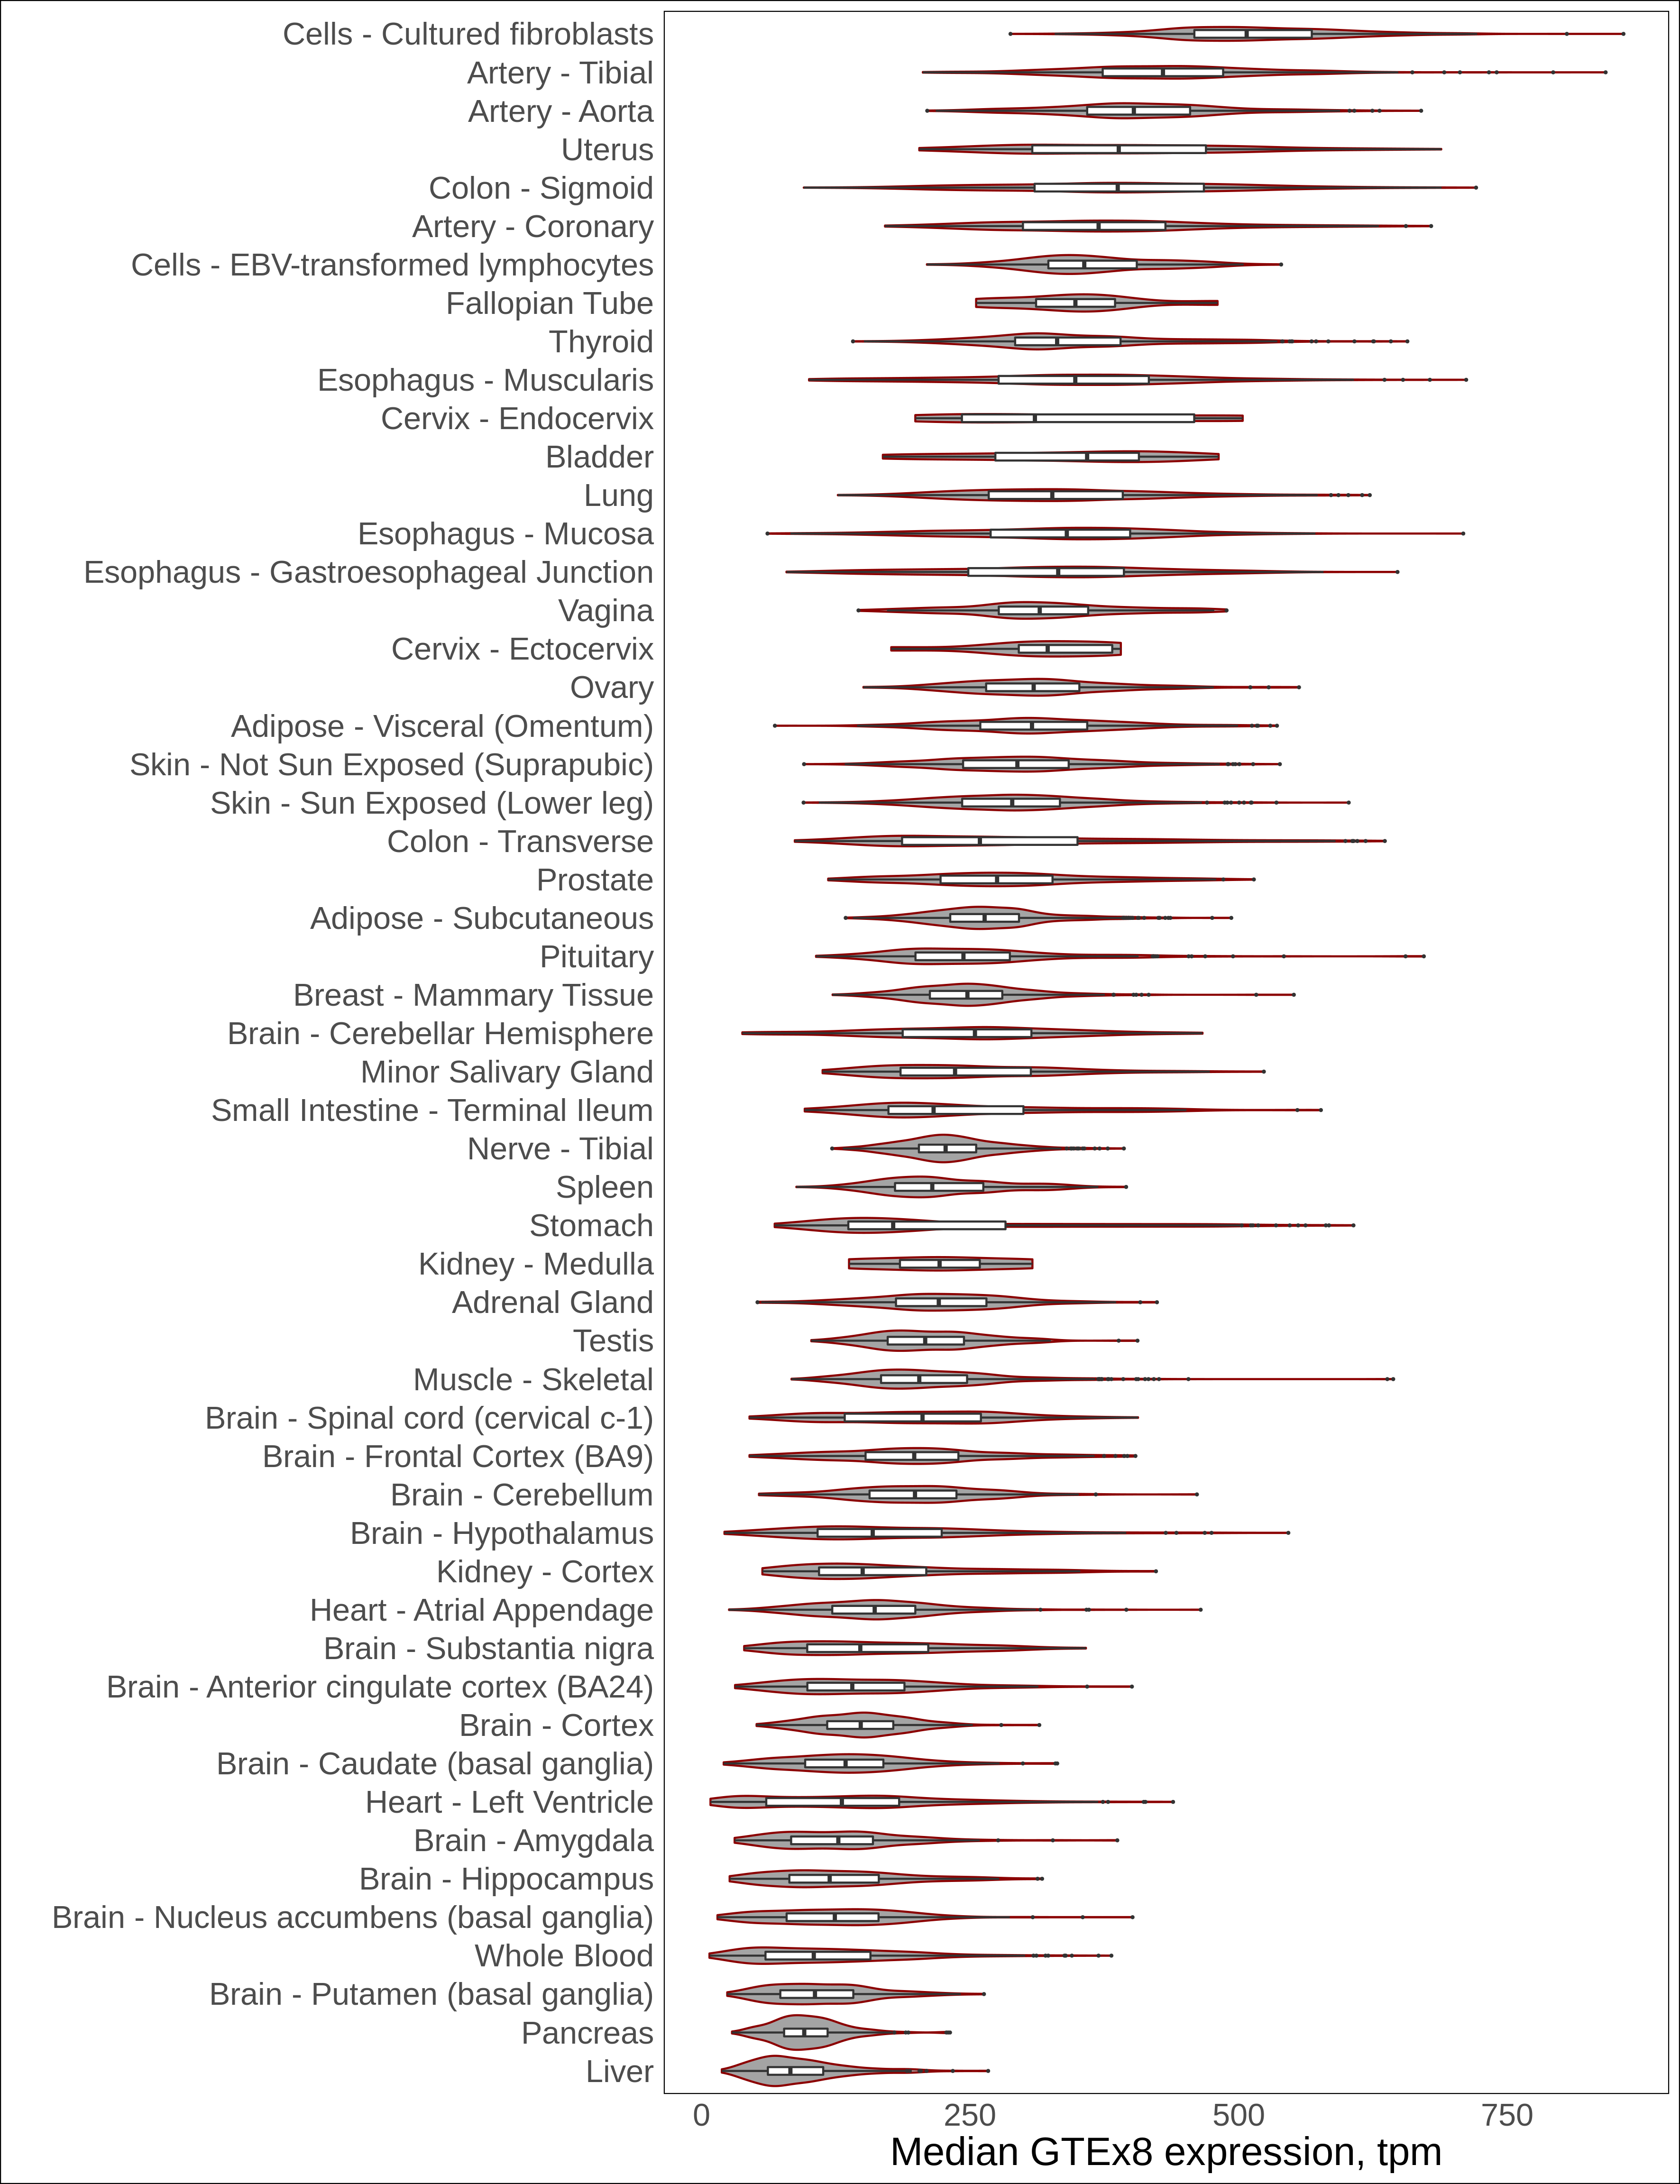 Cells - Cultured fibroblasts
Artery - Tibial
Artery - Aorta
Uterus
Colon - Sigmoid
Artery - Coronary
Cells - EBV-transformed lymphocytes
Fallopian Tube
Thyroid
Esophagus - Muscularis
Cervix - Endocervix
Bladder
Lung
Esophagus - Mucosa
Esophagus - Gastroesophageal Junction
Vagina
Cervix - Ectocervix
Ovary
Adipose - Visceral (Omentum)
Skin - Not Sun Exposed (Suprapubic)
Skin - Sun Exposed (Lower leg)
Colon - Transverse
Prostate
Adipose - Subcutaneous
Pituitary
Breast - Mammary Tissue
Brain - Cerebellar Hemisphere
Minor Salivary Gland
Small Intestine - Terminal Ileum
Nerve - Tibial
Spleen
Stomach
Kidney - Medulla
Adrenal Gland
Testis
Muscle - Skeletal
Brain - Spinal cord (cervical c-1)
Brain - Frontal Cortex (BA9)
Brain - Cerebellum
Brain - Hypothalamus
Kidney - Cortex
Heart - Atrial Appendage
Brain - Substantia nigra
Brain - Anterior cingulate cortex (BA24)
Brain - Cortex
Brain - Caudate (basal ganglia)
Heart - Left Ventricle
Brain - Amygdala
Brain - Hippocampus
Brain - Nucleus accumbens (basal ganglia)
Whole Blood
Brain - Putamen (basal ganglia)
Pancreas
Liver
0 250 500 750
Median GTEx8 expression, tpm